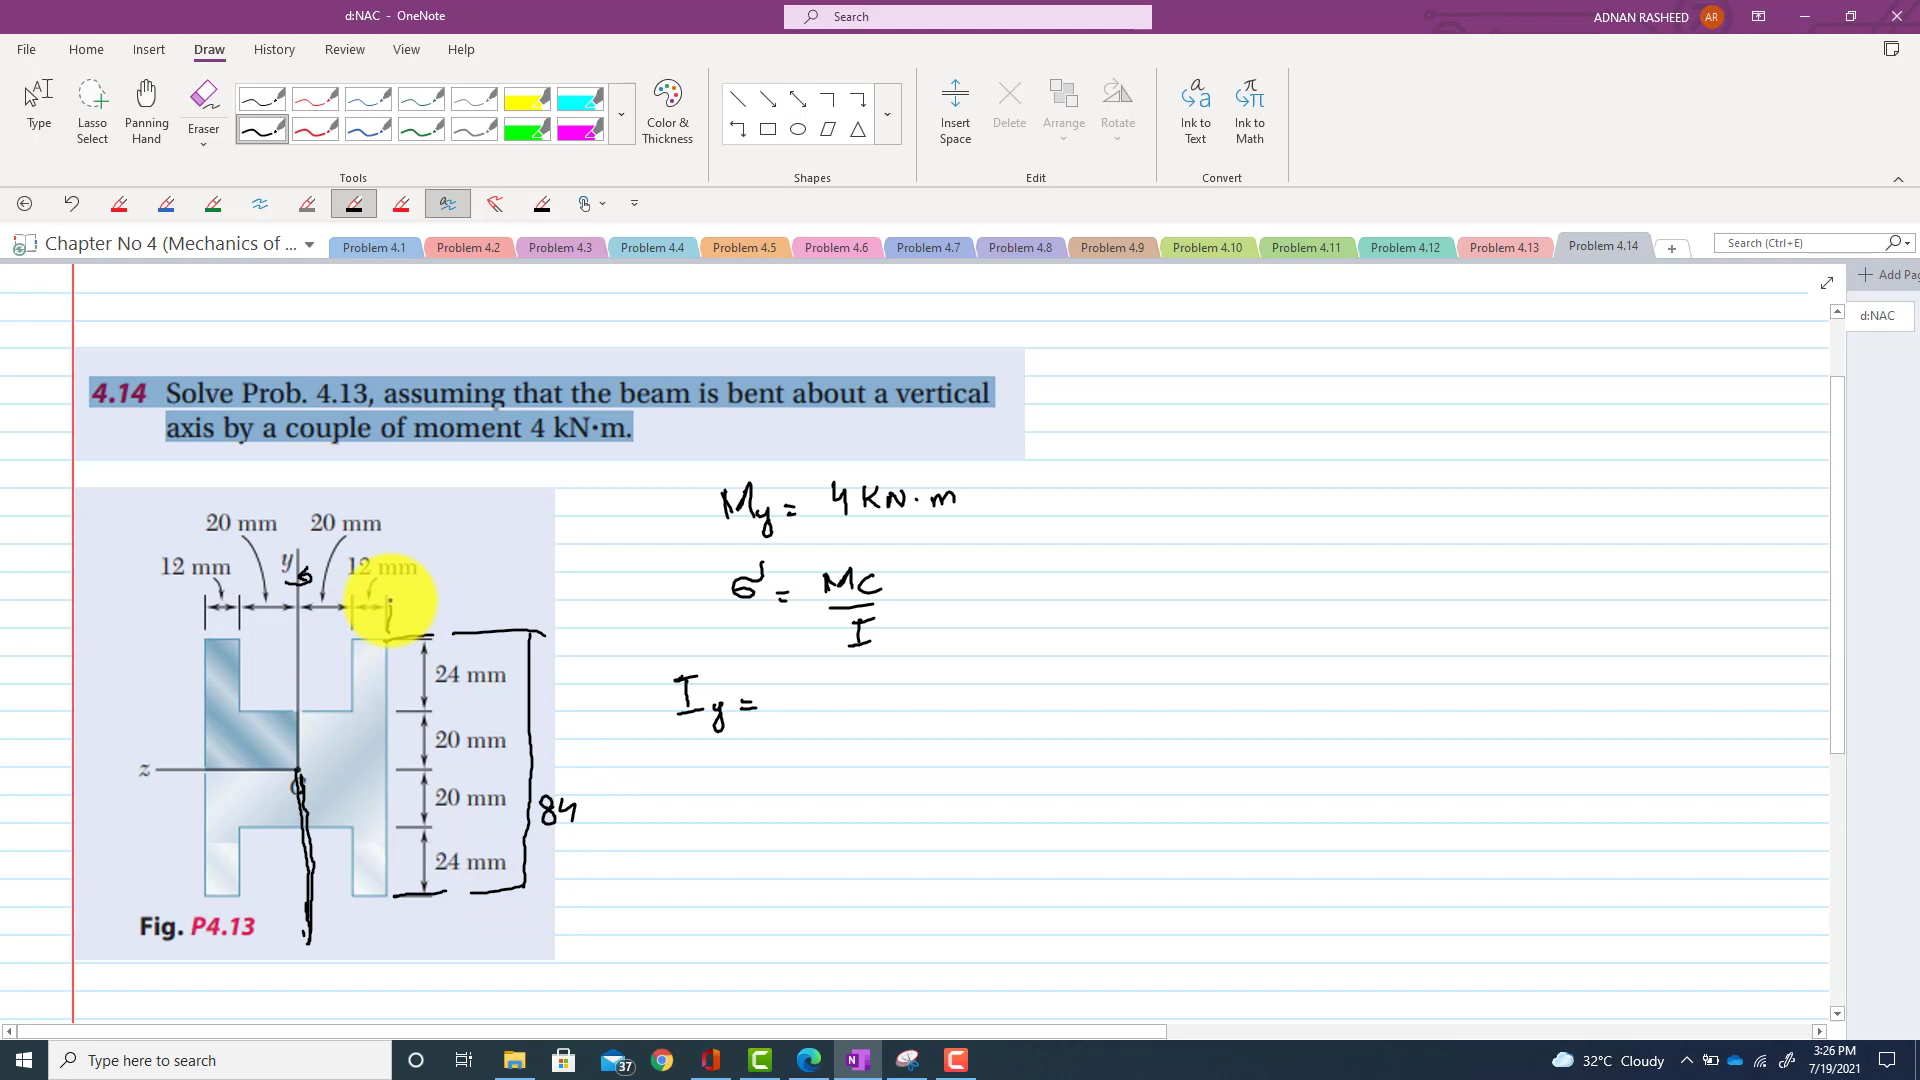 d:NAC - OneNote
Search
ADNAN RASHEED
AR
File Home Insert Draw History Review View Help
Type
Lasso Select
Panning Hand
Eraser
Color & Thickness
Insert Space
Delete
Arrange
Rotate
Ink to Text
Ink to Math
Tools
Shapes
Edit
Convert
Chapter No 4 (Mechanics of ...
Problem 4.1
Problem 4.2
Problem 4.3
Problem 4.4
Problem 4.5
Problem 4.6
Problem 4.7
Problem 4.8
Problem 4.9
Problem 4.10
Problem 4.11
Problem 4.12
Problem 4.13
Problem 4.14
Search (Ctrl+E)
Add Pag
d:NAC
4.14 Solve Prob. 4.13, assuming that the beam is bent about a vertical
axis by a couple of moment 4 kN•m.
My = 4 KN.m
σ = MC
I
Iy =
20 mm 20 mm
12 mm y 12 mm
24 mm
20 mm
z
C
20 mm
84
24 mm
Fig. P4.13
Type here to search
37
32°C Cloudy
3:26 PM
7/19/2021